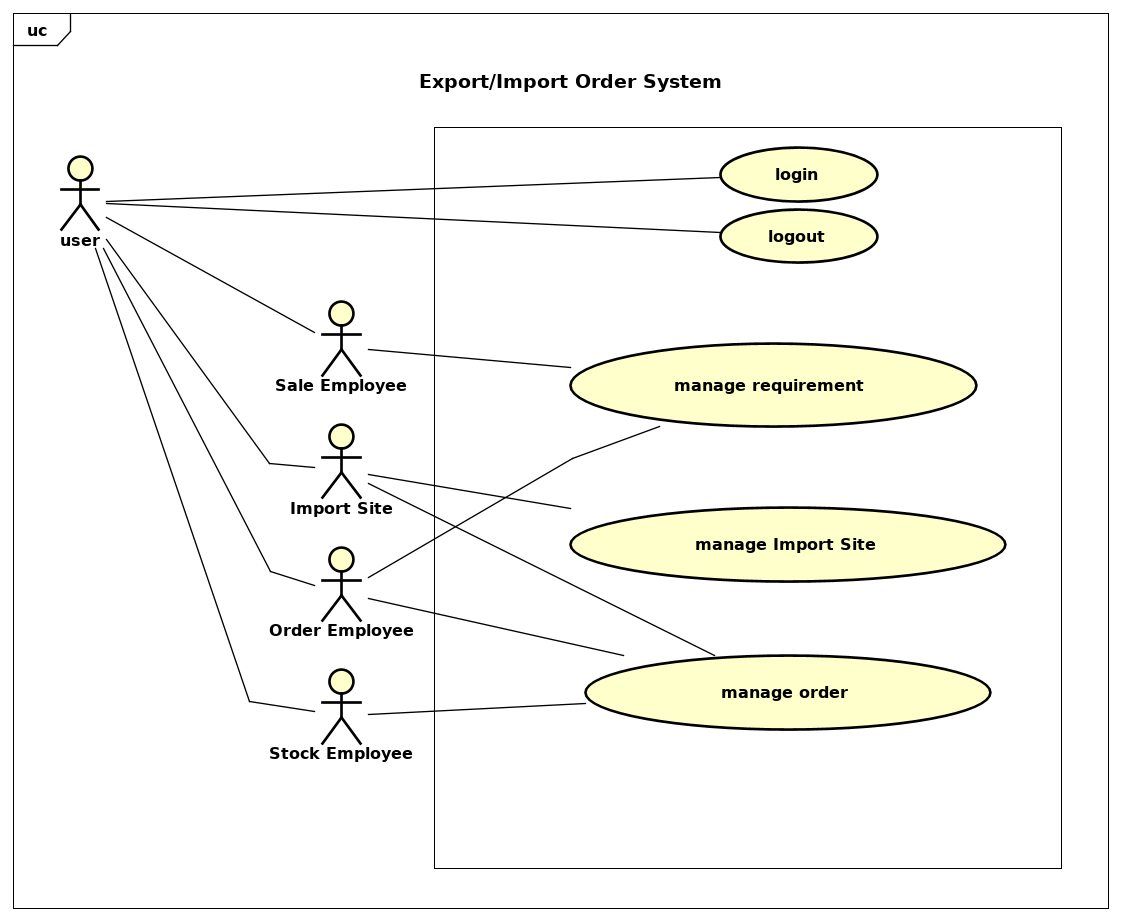 uc
Export/Import Order System
login
user
logout
Sale Employee
manage requirement
Import Site
manage Import Site
Order Employee
manage order
Stock Employee